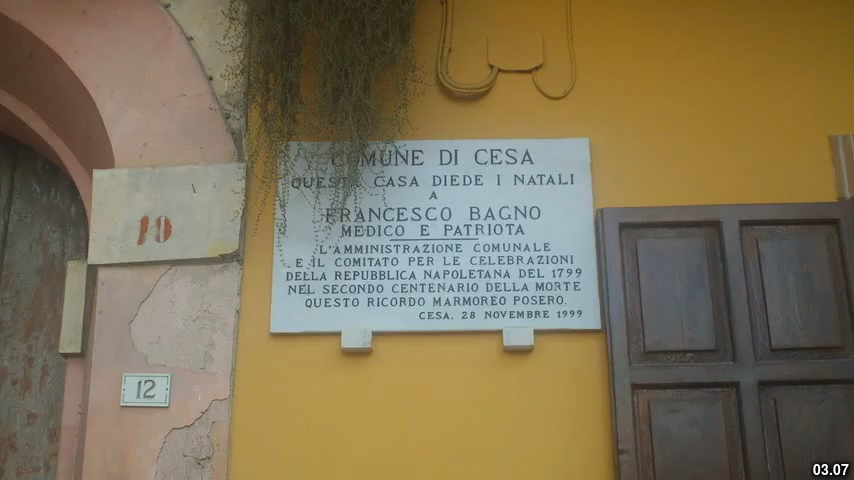 COMUNE DI CESA
QUESTA CASA DIEDE I NATALI
A
FRANCESCO BAGNO
MEDICO E PATRIOTA
L'AMMINISTRAZIONE COMUNALE
E IL COMITATO PER LE CELEBRAZIONI
DELLA REPUBBLICA NAPOLETANA DEL 1799
NEL SECONDO CENTENARIO DELLA MORTE
QUESTO RICORDO MARMOREO POSERO.
CESA, 28 NOVEMBRE 1999
10
12
03.07